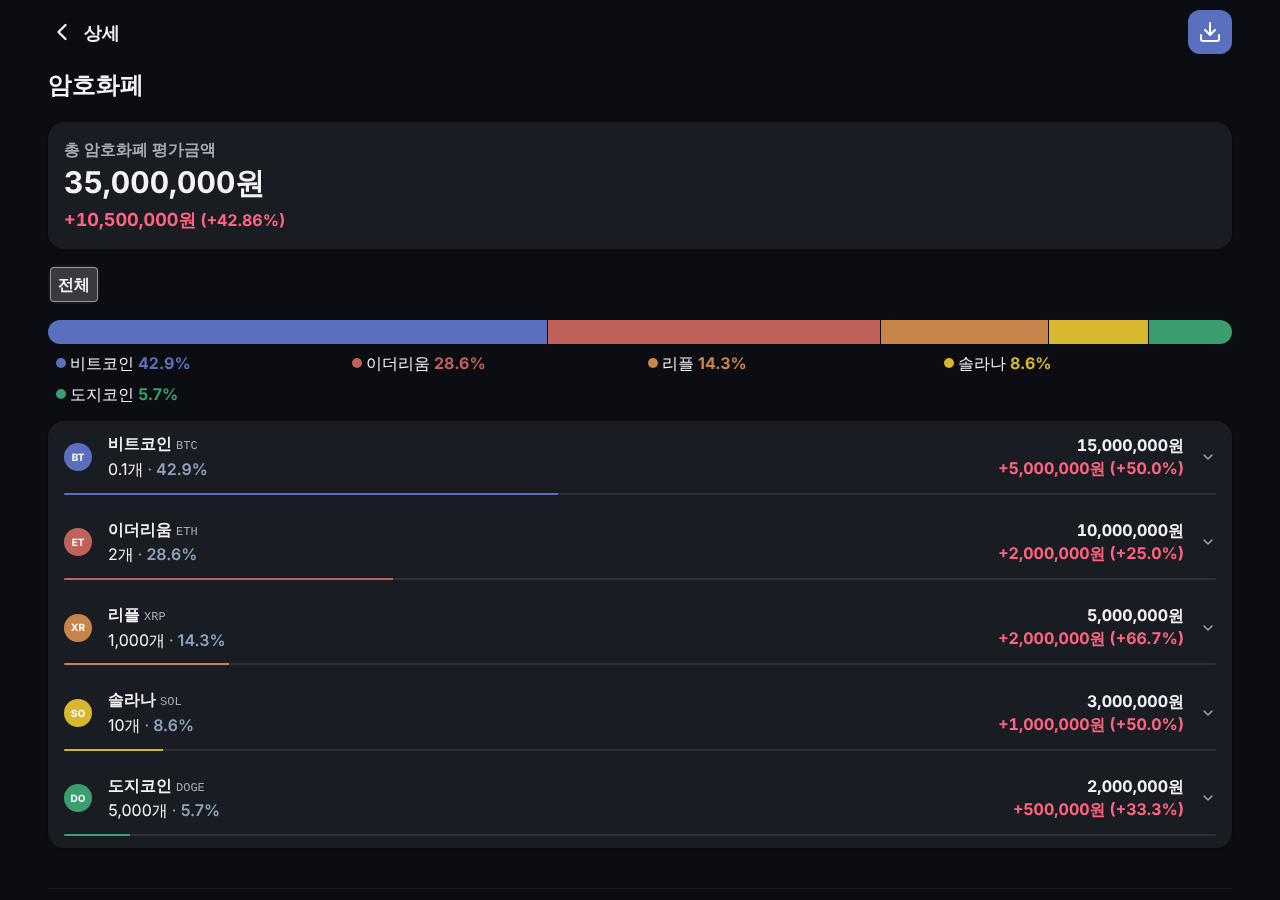 상세
암호화폐
총 암호화폐 평가금액
35,000,000원
+10,500,000원 (+42.86%)
전체
비트코인 42.9%
이더리움 28.6%
리플 14.3%
솔라나 8.6%
도지코인 5.7%
BT
비트코인 BTC
0.1개 · 42.9%
15,000,000원
+5,000,000원 (+50.0%)
ET
이더리움 ETH
2개 · 28.6%
10,000,000원
+2,000,000원 (+25.0%)
XR
리플 XRP
1,000개 · 14.3%
5,000,000원
+2,000,000원 (+66.7%)
SO
솔라나 SOL
10개 · 8.6%
3,000,000원
+1,000,000원 (+50.0%)
DO
도지코인 DOGE
5,000개 · 5.7%
2,000,000원
+500,000원 (+33.3%)